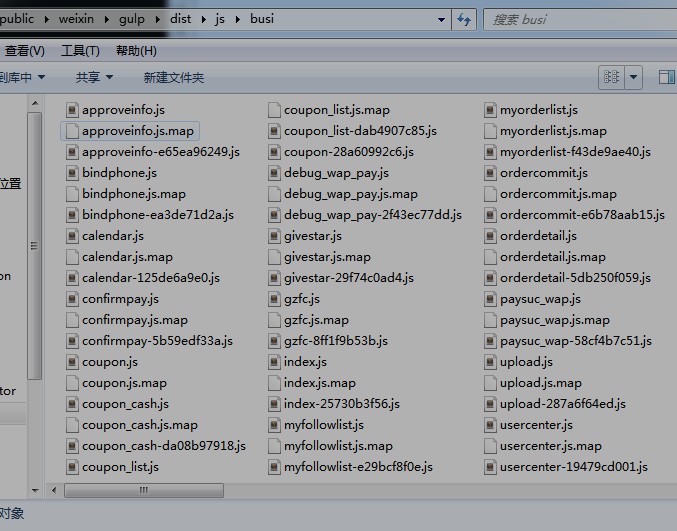 public weixin gulp dist js busi 搜索 busi
查看(V) 工具(T) 帮助(H)
到库中 共享 新建文件夹
位置
on
tor
approveinfo.js
approveinfo.js.map
approveinfo-e65ea96249.js
bindphone.js
bindphone.js.map
bindphone-ea3de71d2a.js
calendar.js
calendar.js.map
calendar-125de6a9e0.js
confirmpay.js
confirmpay.js.map
confirmpay-5b59edf33a.js
coupon.js
coupon.js.map
coupon_cash.js
coupon_cash.js.map
coupon_cash-da08b97918.js
coupon_list.js
coupon_list.js.map
coupon_list-dab4907c85.js
coupon-28a60992c6.js
debug_wap_pay.js
debug_wap_pay.js.map
debug_wap_pay-2f43ec77dd.js
givestar.js
givestar.js.map
givestar-29f74c0ad4.js
gzfc.js
gzfc.js.map
gzfc-8ff1f9b53b.js
index.js
index.js.map
index-25730b3f56.js
myfollowlist.js
myfollowlist.js.map
myfollowlist-e29bcf8f0e.js
myorderlist.js
myorderlist.js.map
myorderlist-f43de9ae40.js
ordercommit.js
ordercommit.js.map
ordercommit-e6b78aab15.js
orderdetail.js
orderdetail.js.map
orderdetail-5db250f059.js
paysuc_wap.js
paysuc_wap.js.map
paysuc_wap-58cf4b7c51.js
upload.js
upload.js.map
upload-287a6f64ed.js
usercenter.js
usercenter.js.map
usercenter-19479cd001.js
对象